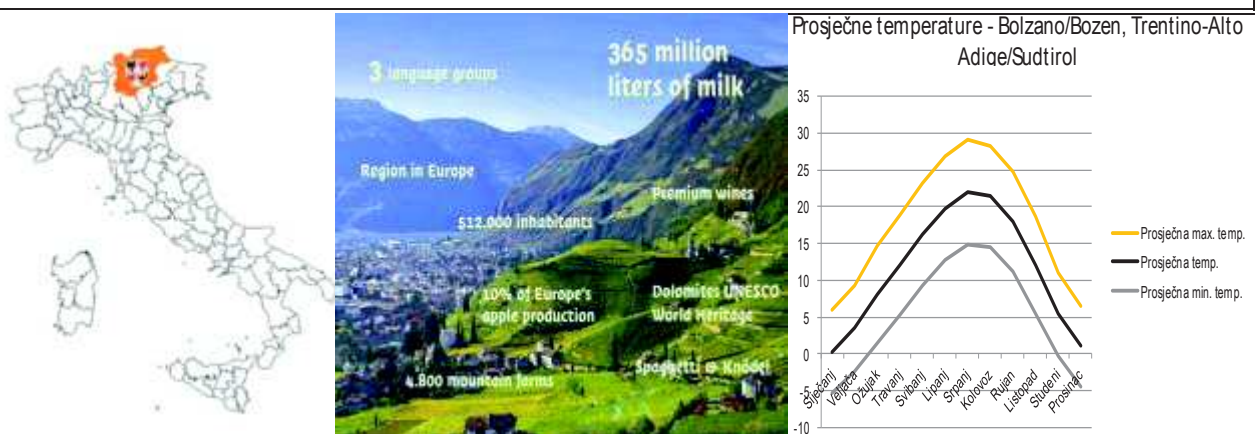 365 million
liters of milk
3 language groups
Region in Europe
Premium wines
512.000 inhabitants
10% of Europe's
apple production
Dolomites UNESCO
World Heritage
Spaghetti & Knödel
4.800 mountain farms
Prosječne temperature - Bolzano/Bozen, Trentino-Alto
Adige/Sudtirol
35
30
25
20
15
10
5
0
-5
-10
Siječanj
Veljača
Ožujak
Travanj
Svibanj
Lipanj
Srpanj
Kolovoz
Rujan
Listopad
Studeni
Prosinac
Prosječna max. temp.
Prosječna temp.
Prosječna min. temp.